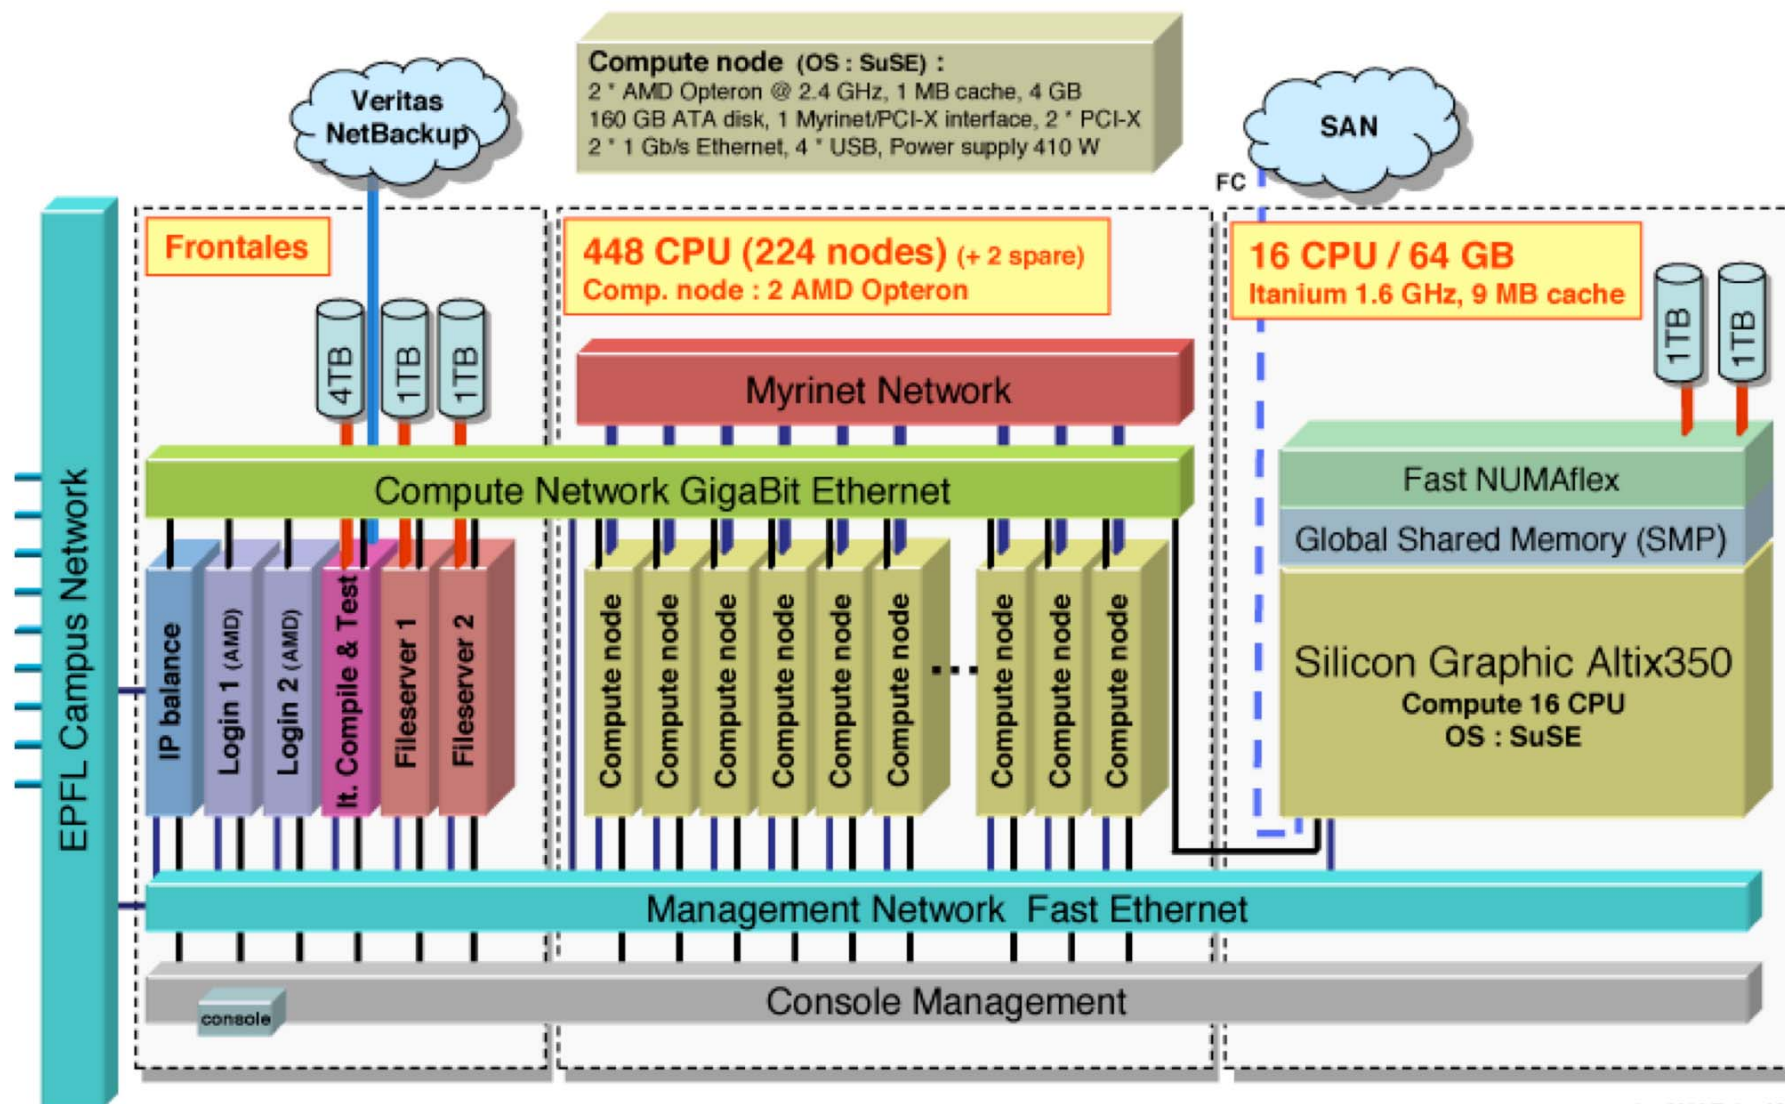 Veritas
NetBackup
Compute node (OS : SuSE) :
2 * AMD Opteron @ 2.4 GHz, 1 MB cache, 4 GB
160 GB ATA disk, 1 Myrinet/PCI-X interface, 2 * PCI-X
2 * 1 Gb/s Ethernet, 4 * USB, Power supply 410 W
SAN
FC
EPFL Campus Network
Frontales
448 CPU (224 nodes) (+ 2 spare)
Comp. node : 2 AMD Opteron
16 CPU / 64 GB
Itanium 1.6 GHz, 9 MB cache
4TB
1TB
1TB
1TB
1TB
Myrinet Network
Compute Network GigaBit Ethernet
Fast NUMAflex
Global Shared Memory (SMP)
IP balance
Login 1 (AMD)
Login 2 (AMD)
It. Compile & Test
Fileserver 1
Fileserver 2
Compute node
Compute node
Compute node
Compute node
Compute node
Compute node
Compute node
Compute node
Compute node
Silicon Graphic Altix350
Compute 16 CPU
OS : SuSE
Management Network Fast Ethernet
Console Management
console